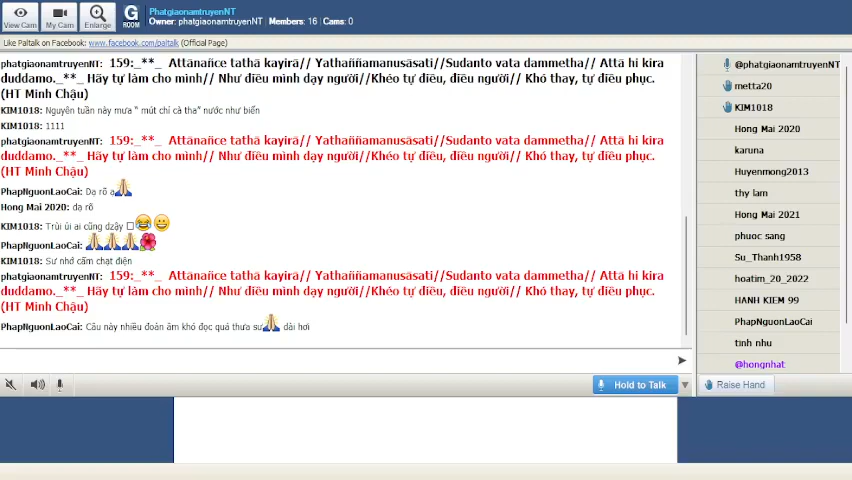 PhatgiaonamtruyenNT
Owner: phatgiaonamtruyenNT | Members: 16 | Cams: 0
View Cam
My Cam
Enlarge
G
ROOM
Like Paltalk on Facebook: www.facebook.com/paltalk (Official Page)
phatgiaonamtruyenNT: 159:_**_ Attānañce tathā kayirā// Yathaññamanusāsati//Sudanto vata dammetha// Attā hi kira
duddamo._**_ Hãy tự làm cho mình// Như điều mình dạy người//Khéo tự điều, điều người// Khó thay, tự điều phục.
(HT Minh Châu)
KIM1018: Nguyên tuần này mưa " mút chỉ cà tha" nước như biển
KIM1018: 1111
phatgiaonamtruyenNT: 159:_**_ Attānañce tathā kayirā// Yathaññamanusāsati//Sudanto vata dammetha// Attā hi kira
duddamo._**_ Hãy tự làm cho mình// Như điều mình dạy người//Khéo tự điều, điều người// Khó thay, tự điều phục.
(HT Minh Châu)
PhapNguonLaoCai: Dạ rõ ạ
Hong Mai 2020: dạ rõ
KIM1018: Trùi ui ai cũng dzậy
PhapNguonLaoCai:
KIM1018: Sư nhớ cẩm chạt điện
phatgiaonamtruyenNT: 159:_**_ Attānañce tathā kayirā// Yathaññamanusāsati//Sudanto vata dammetha// Attā hi kira
duddamo._**_ Hãy tự làm cho mình// Như điều mình dạy người//Khéo tự điều, điều người// Khó thay, tự điều phục.
(HT Minh Châu)
PhapNguonLaoCai: Câu này nhiều đoàn âm khó đọc quá thưa sư dài hơi
Hold to Talk
@phatgiaonamtruyenNT
metta20
KIM1018
Hong Mai 2020
karuna
Huyenmong2013
thy lam
Hong Mai 2021
phuoc sang
Su_Thanh1958
hoatim_20_2022
HANH KIEM 99
PhapNguonLaoCai
tinh nhu
@hongnhat
Raise Hand